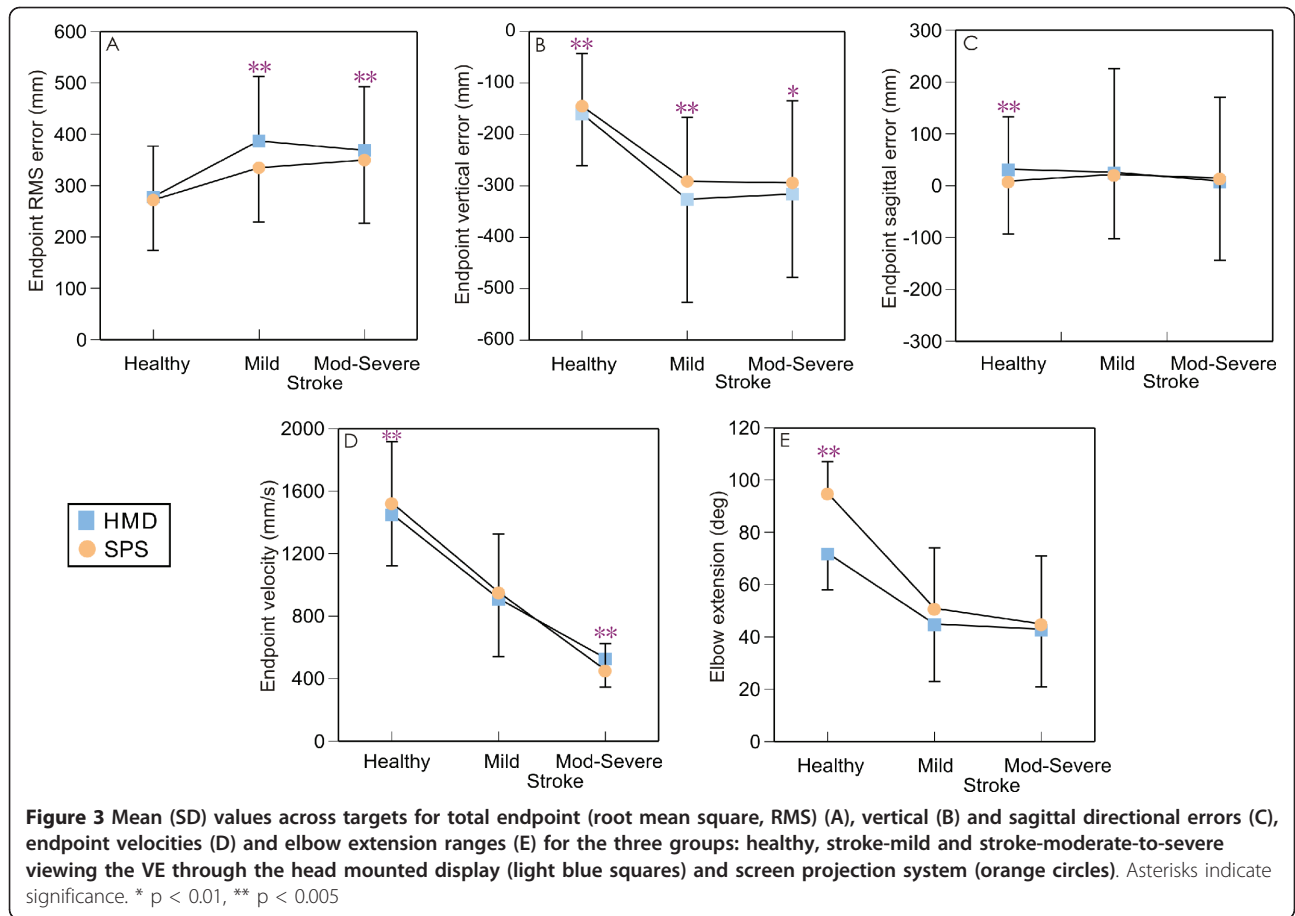 A
Endpoint RMS error (mm)
600
500
400
300
200
100
0
** **
Healthy Mild Mod-Severe
Stroke
B
Endpoint vertical error (mm)
0
-100
-200
-300
-400
-500
-600
** ** *
Healthy Mild Mod-Severe
Stroke
C
Endpoint sagittal error (mm)
300
200
100
0
-100
-200
-300
**
Healthy Mild Mod-Severe
Stroke
HMD
SPS
D
Endpoint velocity (mm/s)
2000
1600
1200
800
400
0
** **
Healthy Mild Mod-Severe
Stroke
E
Elbow extension (deg)
120
100
80
60
40
20
0
**
Healthy Mild Mod-Severe
Stroke
Figure 3 Mean (SD) values across targets for total endpoint (root mean square, RMS) (A), vertical (B) and sagittal directional errors (C),
endpoint velocities (D) and elbow extension ranges (E) for the three groups: healthy, stroke-mild and stroke-moderate-to-severe
viewing the VE through the head mounted display (light blue squares) and screen projection system (orange circles). Asterisks indicate
significance. * p < 0.01, ** p < 0.005